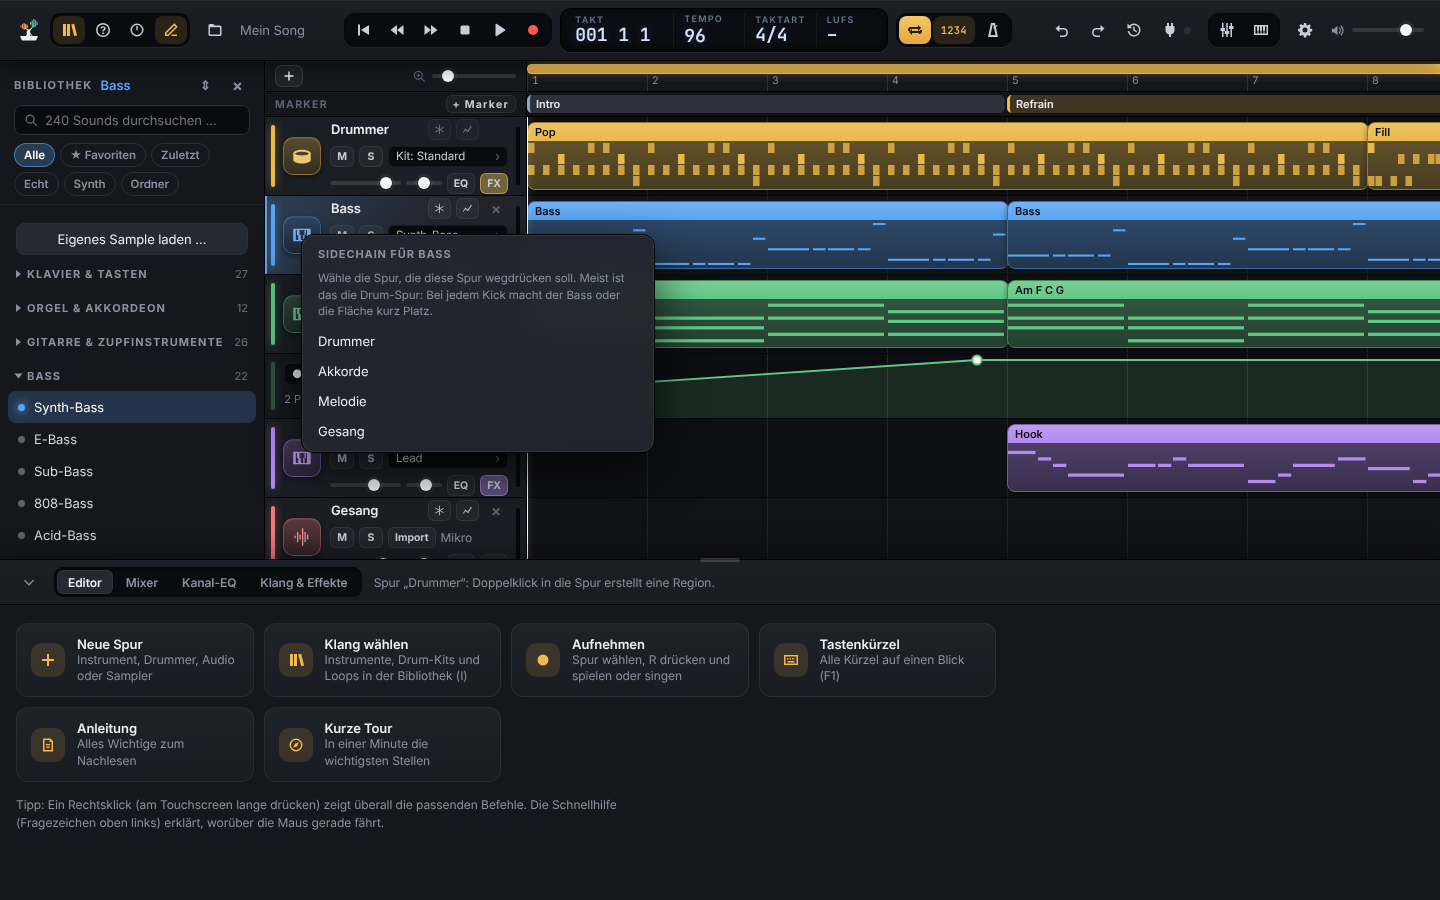 Mein Song
TAKT
001 1 1
TEMPO
96
TAKTART
4/4
LUFS
–
1234
BIBLIOTHEK Bass
240 Sounds durchsuchen ...
Alle
★ Favoriten
Zuletzt
Echt
Synth
Ordner
Eigenes Sample laden ...
KLAVIER & TASTEN 27
ORGEL & AKKORDEON 12
GITARRE & ZUPFINSTRUMENTE 26
BASS 22
Synth-Bass
E-Bass
Sub-Bass
808-Bass
Acid-Bass
1 2 3 4 5 6 7 8
MARKER
+ Marker
Intro
Refrain
Drummer
M S Kit: Standard
EQ FX
Pop
Fill
Bass
Bass
Bass
SIDECHAIN FÜR BASS
Wähle die Spur, die diese Spur wegdrücken soll. Meist ist
das die Drum-Spur: Bei jedem Kick macht der Bass oder
die Fläche kurz Platz.
Drummer
Akkorde
Melodie
Gesang
Am F C G
2 P
Hook
M S Lead
EQ FX
Gesang
M S Import Mikro
Editor
Mixer
Kanal-EQ
Klang & Effekte
Spur „Drummer“: Doppelklick in die Spur erstellt eine Region.
Neue Spur
Instrument, Drummer, Audio
oder Sampler
Klang wählen
Instrumente, Drum-Kits und
Loops in der Bibliothek (I)
Aufnehmen
Spur wählen, R drücken und
spielen oder singen
Tastenkürzel
Alle Kürzel auf einen Blick
(F1)
Anleitung
Alles Wichtige zum
Nachlesen
Kurze Tour
In einer Minute die
wichtigsten Stellen
Tipp: Ein Rechtsklick (am Touchscreen lange drücken) zeigt überall die passenden Befehle. Die Schnellhilfe
(Fragezeichen oben links) erklärt, worüber die Maus gerade fährt.